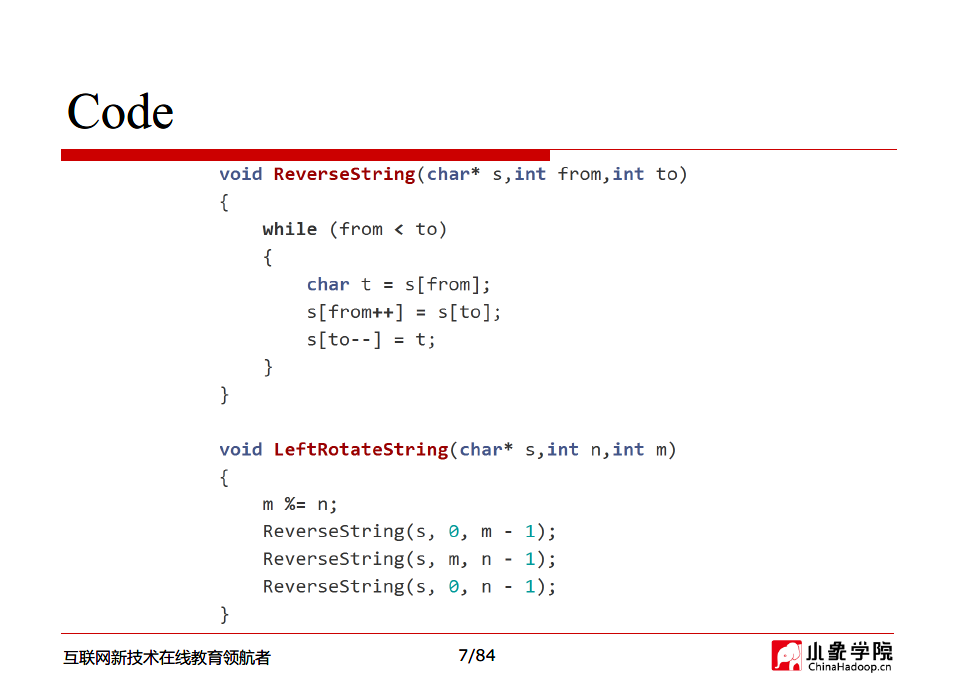 Code
void ReverseString(char* s,int from,int to)
{
    while (from < to)
    {
        char t = s[from];
        s[from++] = s[to];
        s[to--] = t;
    }
}
void LeftRotateString(char* s,int n,int m)
{
    m %= n;
    ReverseString(s, 0, m - 1);
    ReverseString(s, m, n - 1);
    ReverseString(s, 0, n - 1);
}
互联网新技术在线教育领航者
7/84
小象学院
ChinaHadoop.cn